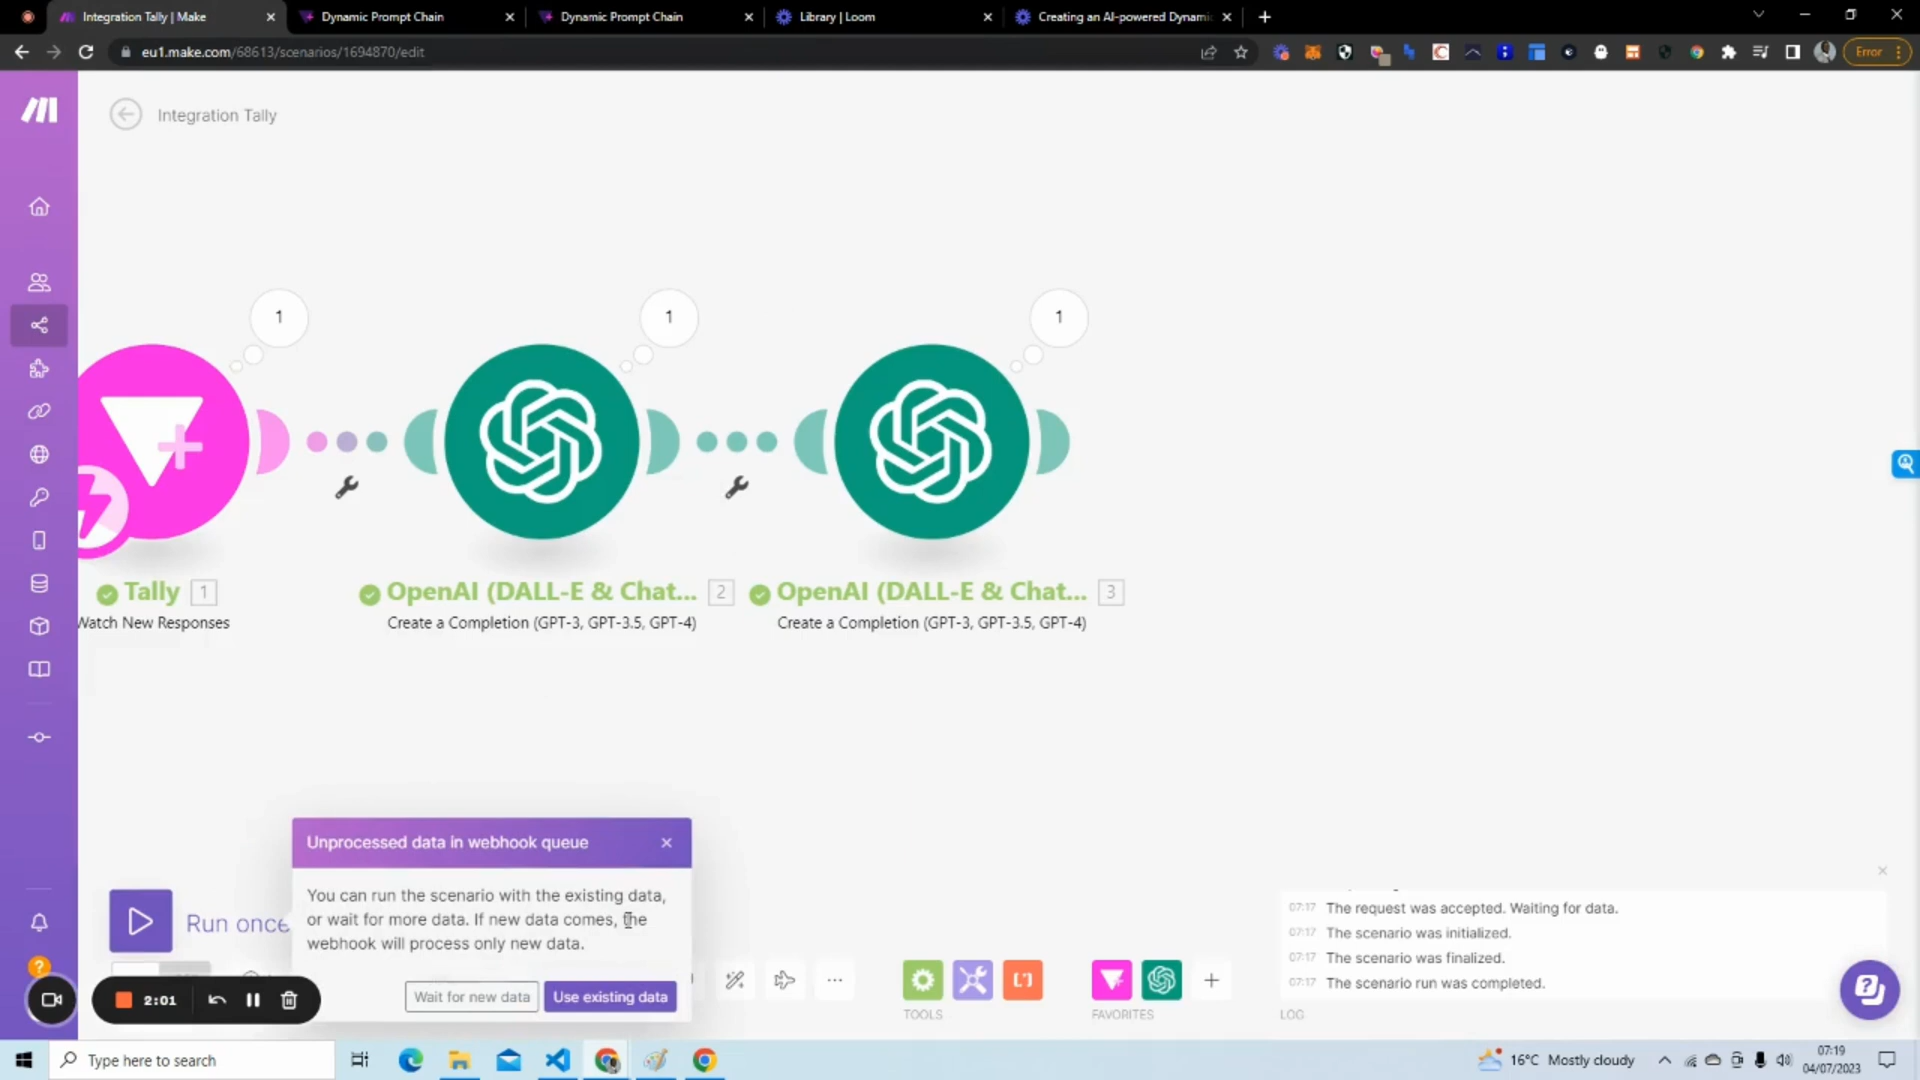 Integration Tally | Make
Dynamic Prompt Chain
Dynamic Prompt Chain
Library | Loom
Creating an AI-powered Dynami
eu1.make.com/68613/scenarios/1694870/edit
Error
Integration Tally
1
1
1
Tally 1
Watch New Responses
OpenAI (DALL-E & Chat... 2
Create a Completion (GPT-3, GPT-3.5, GPT-4)
OpenAI (DALL-E & Chat... 3
Create a Completion (GPT-3, GPT-3.5, GPT-4)
Unprocessed data in webhook queue
You can run the scenario with the existing data,
or wait for more data. If new data comes, the
webhook will process only new data.
Wait for new data
Use existing data
Run once
2:01
TOOLS
FAVORITES
07:17 The request was accepted. Waiting for data.
07:17 The scenario was initialized.
07:17 The scenario was finalized.
07:17 The scenario run was completed.
LOG
Type here to search
16°C Mostly cloudy
07:19
04/07/2023